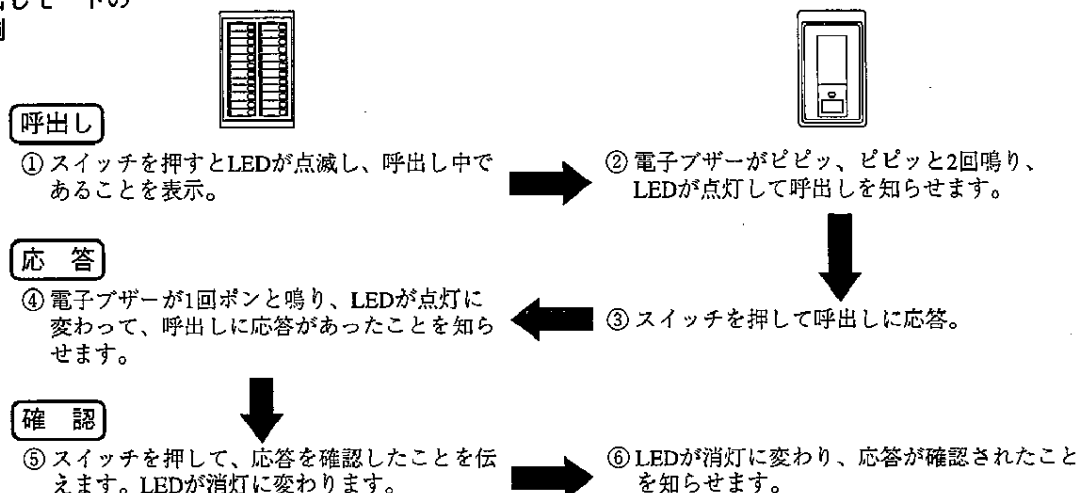 呼出し
①スイッチを押すとLEDが点滅し、呼出し中で
あることを表示。
②電子ブザーがピピッ、ピピッと2回鳴り、
LEDが点灯して呼出しを知らせます。
応 答
④電子ブザーが1回ポンと鳴り、LEDが点灯に
変わって、呼出しに応答があったことを知ら
せます。
③スイッチを押して呼出しに応答。
確 認
⑤スイッチを押して、応答を確認したことを伝
えます。LEDが消灯に変わります。
⑥LEDが消灯に変わり、応答が確認されたこと
を知らせます。